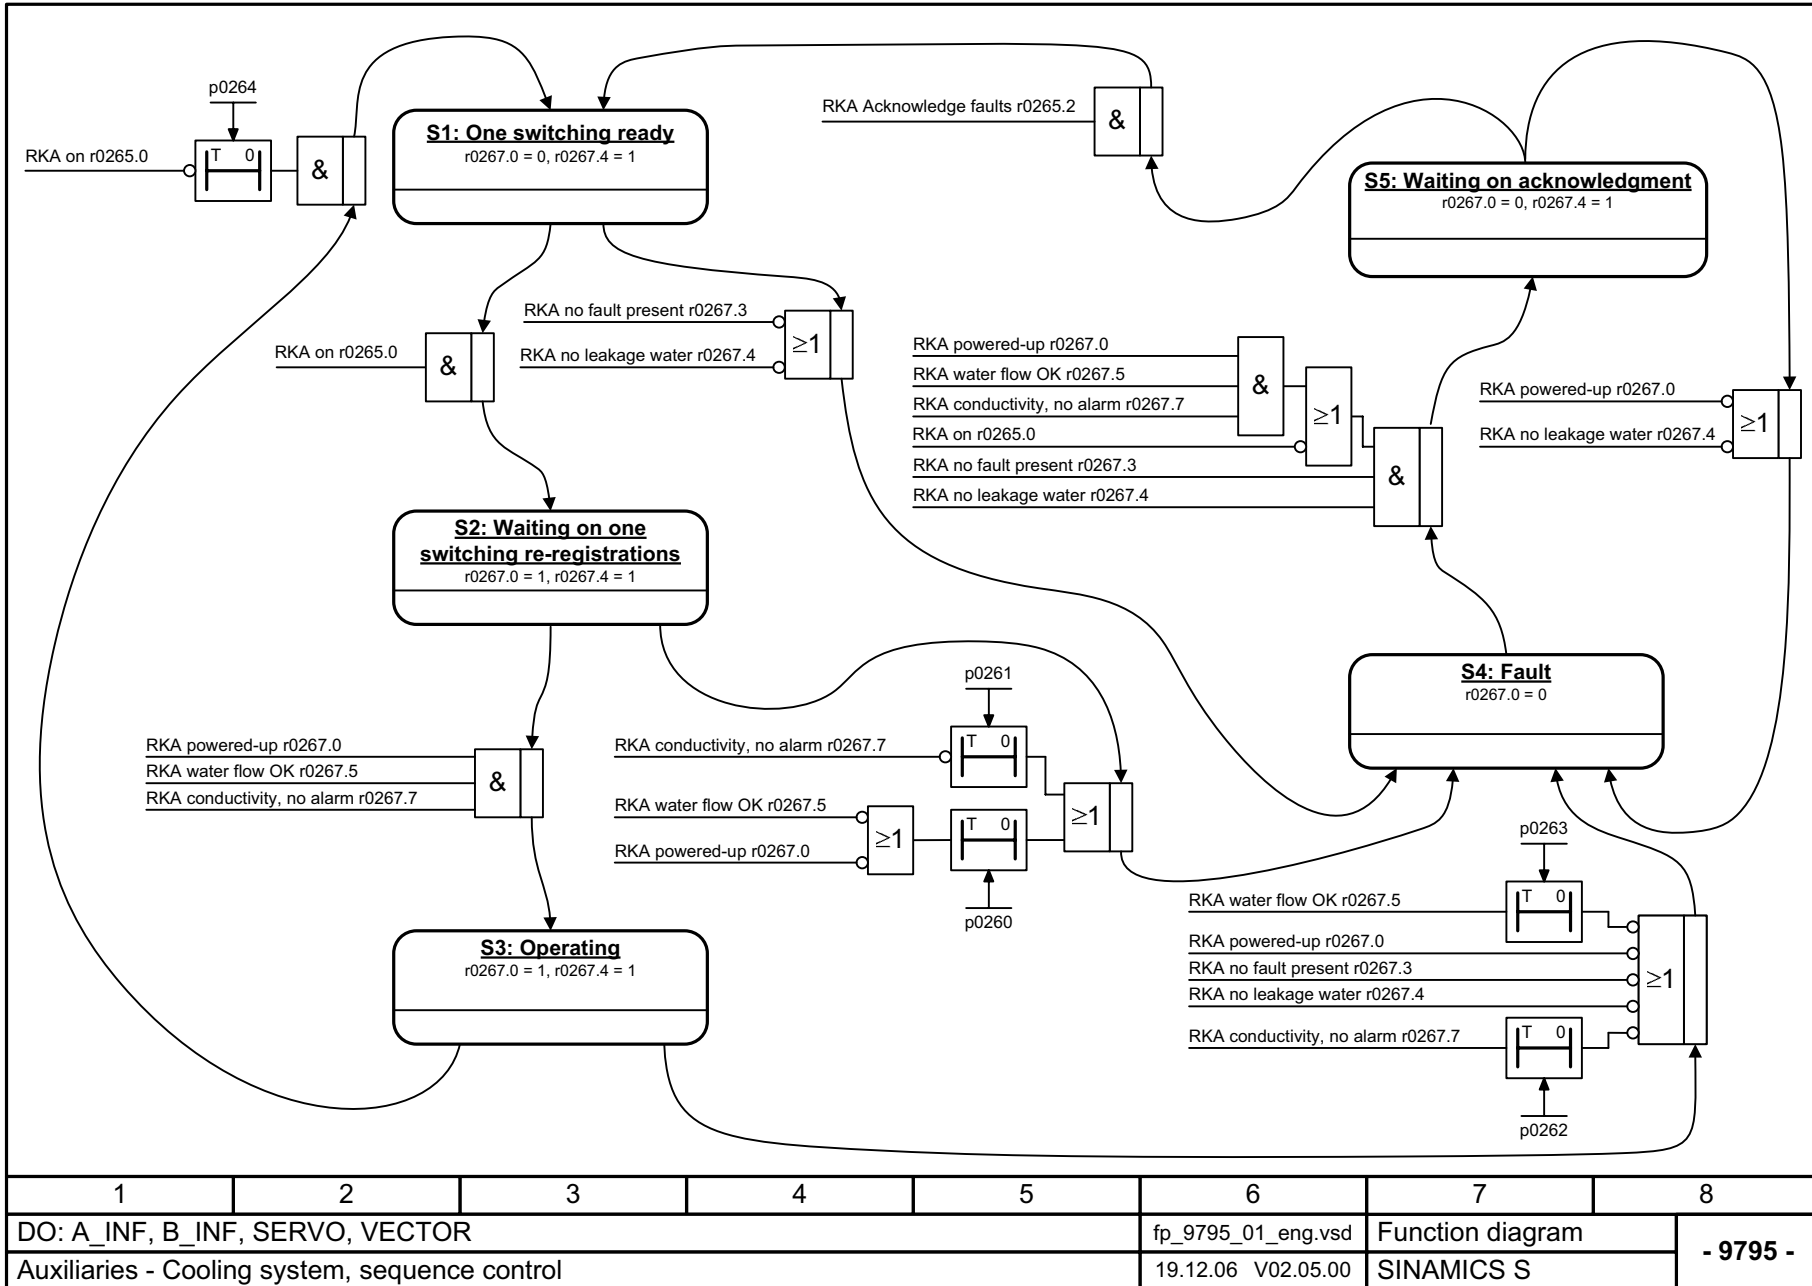 p0264
RKA on r0265.0
T 0
&
S1: One switching ready
r0267.0 = 0, r0267.4 = 1
RKA Acknowledge faults r0265.2
&
S5: Waiting on acknowledgment
r0267.0 = 0, r0267.4 = 1
RKA on r0265.0
&
RKA no fault present r0267.3
RKA no leakage water r0267.4
≥1
RKA powered-up r0267.0
RKA water flow OK r0267.5
RKA conductivity, no alarm r0267.7
&
RKA on r0265.0
≥1
RKA no fault present r0267.3
RKA no leakage water r0267.4
&
RKA powered-up r0267.0
RKA no leakage water r0267.4
≥1
S2: Waiting on one
switching re-registrations
r0267.0 = 1, r0267.4 = 1
S4: Fault
r0267.0 = 0
RKA powered-up r0267.0
RKA water flow OK r0267.5
RKA conductivity, no alarm r0267.7
&
p0261
RKA conductivity, no alarm r0267.7
T 0
RKA water flow OK r0267.5
RKA powered-up r0267.0
≥1
T 0
≥1
p0260
S3: Operating
r0267.0 = 1, r0267.4 = 1
p0263
RKA water flow OK r0267.5
T 0
RKA powered-up r0267.0
RKA no fault present r0267.3
RKA no leakage water r0267.4
≥1
RKA conductivity, no alarm r0267.7
T 0
p0262
1 2 3 4 5 6 7 8
DO: A_INF, B_INF, SERVO, VECTOR
fp_9795_01_eng.vsd
Function diagram
- 9795 -
Auxiliaries - Cooling system, sequence control
19.12.06 V02.05.00
SINAMICS S